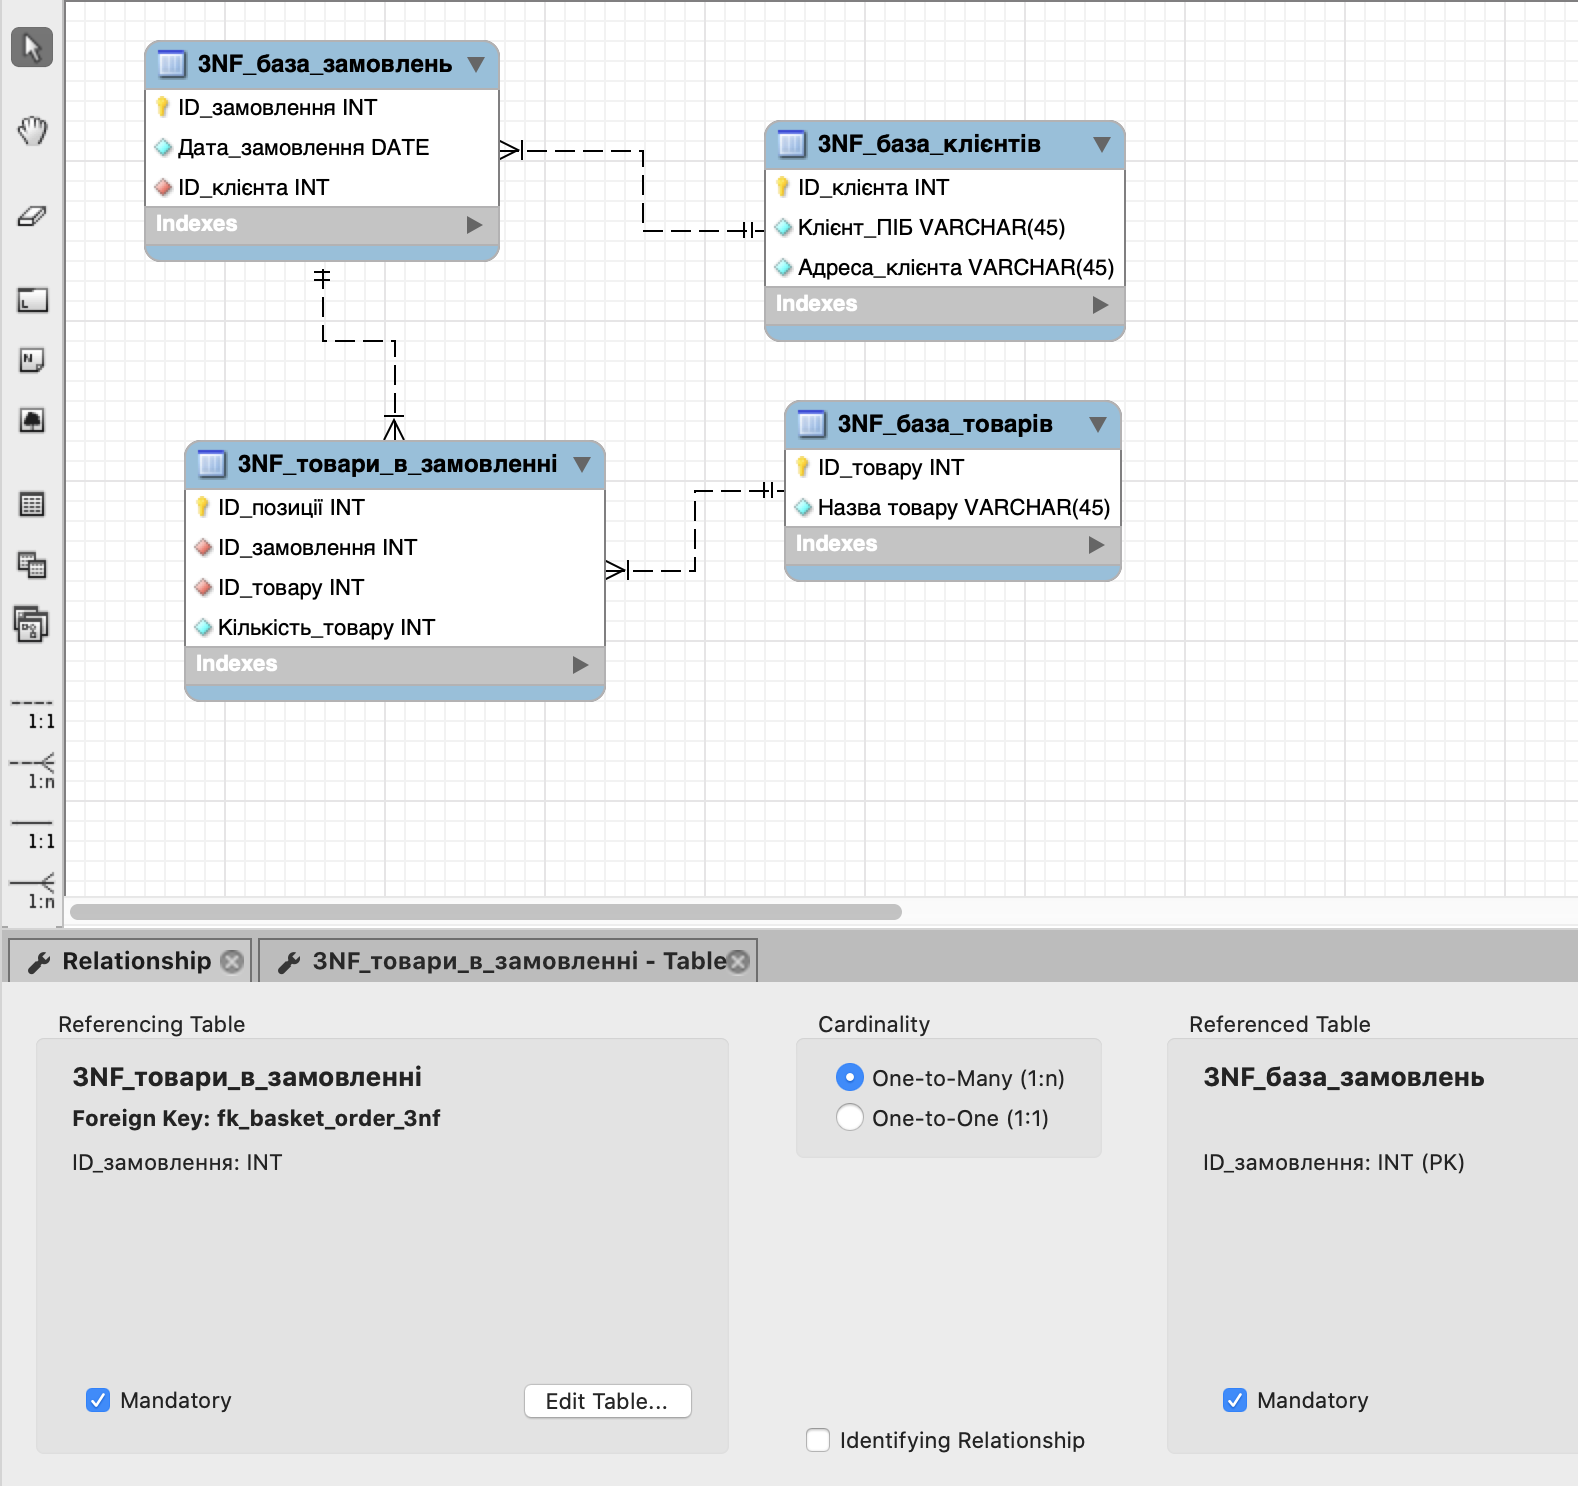 3NF_база_замовлень
ID_замовлення INT
Дата_замовлення DATE
ID_клієнта INT
Indexes
3NF_база_клієнтів
ID_клієнта INT
Клієнт_ПІБ VARCHAR(45)
Адреса_клієнта VARCHAR(45)
Indexes
3NF_база_товарів
ID_товару INT
Назва товару VARCHAR(45)
Indexes
3NF_товари_в_замовленні
ID_позиції INT
ID_замовлення INT
ID_товару INT
Кількість_товару INT
Indexes
1:1
1:n
1:1
1:n
Relationship
3NF_товари_в_замовленні - Table
Referencing Table
3NF_товари_в_замовленні
Foreign Key: fk_basket_order_3nf
ID_замовлення: INT
Mandatory
Edit Table...
Cardinality
One-to-Many (1:n)
One-to-One (1:1)
Identifying Relationship
Referenced Table
3NF_база_замовлень
ID_замовлення: INT (PK)
Mandatory